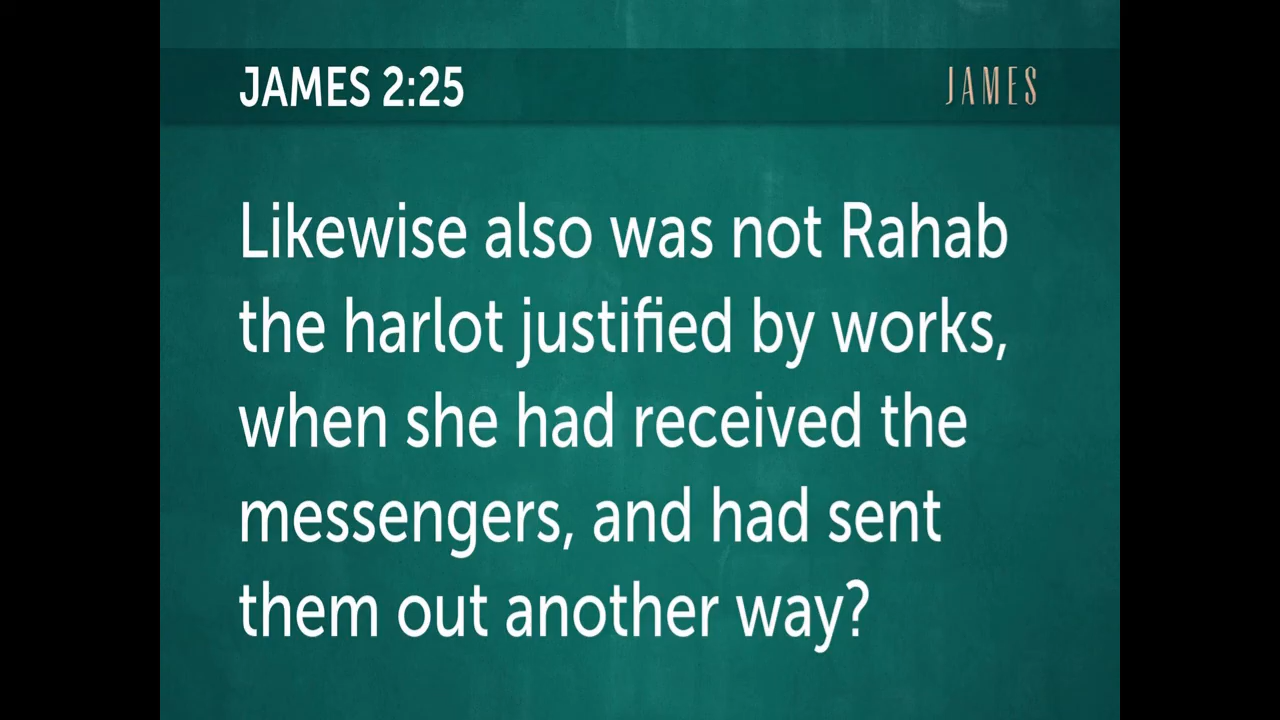 JAMES 2:25
JAMES
Likewise also was not Rahab
the harlot justified by works,
when she had received the
messengers, and had sent
them out another way?